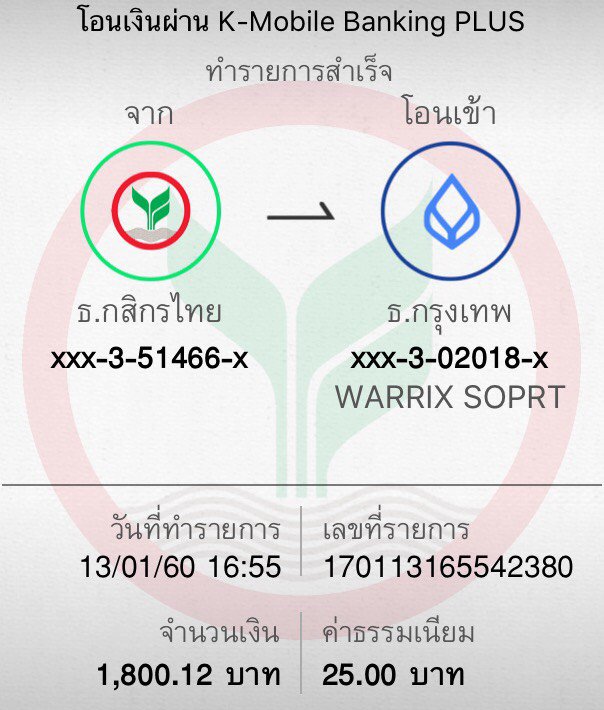 โอนเงินผ่าน K-Mobile Banking PLUS
ทำรายการสำเร็จ
จาก
โอนเข้า
ธ.กสิกรไทย
ธ.กรุงเทพ
xxx-3-51466-x
xxx-3-02018-x
WARRIX SOPRT
วันที่ทำรายการ
เลขที่รายการ
13/01/60 16:55
170113165542380
จำนวนเงิน
ค่าธรรมเนียม
1,800.12 บาท
25.00 บาท